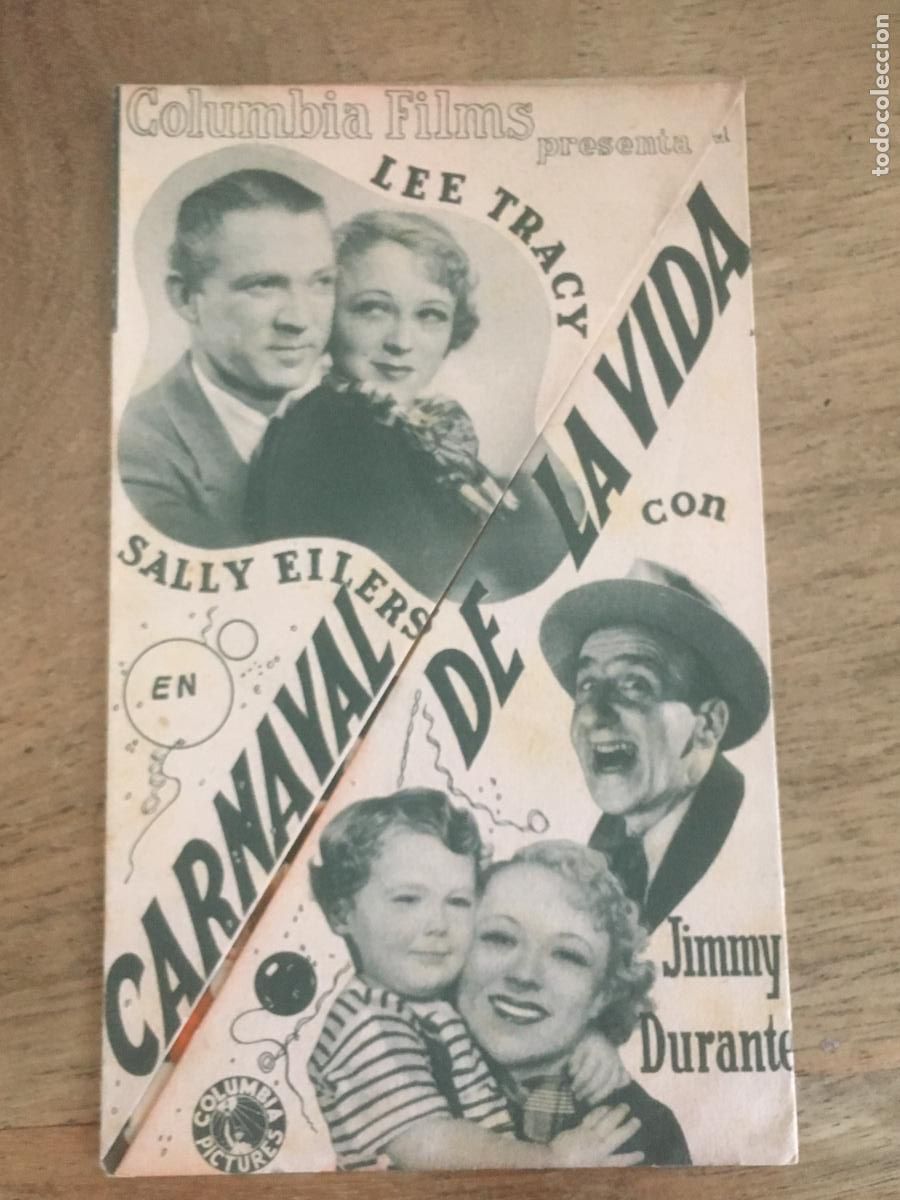 Columbia Films
presenta a
LEE TRACY
SALLY EILERS
EN
CARNAVAL DE LA VIDA
con
Jimmy
Durante
COLUMBIA
PICTURES
todocoleccion